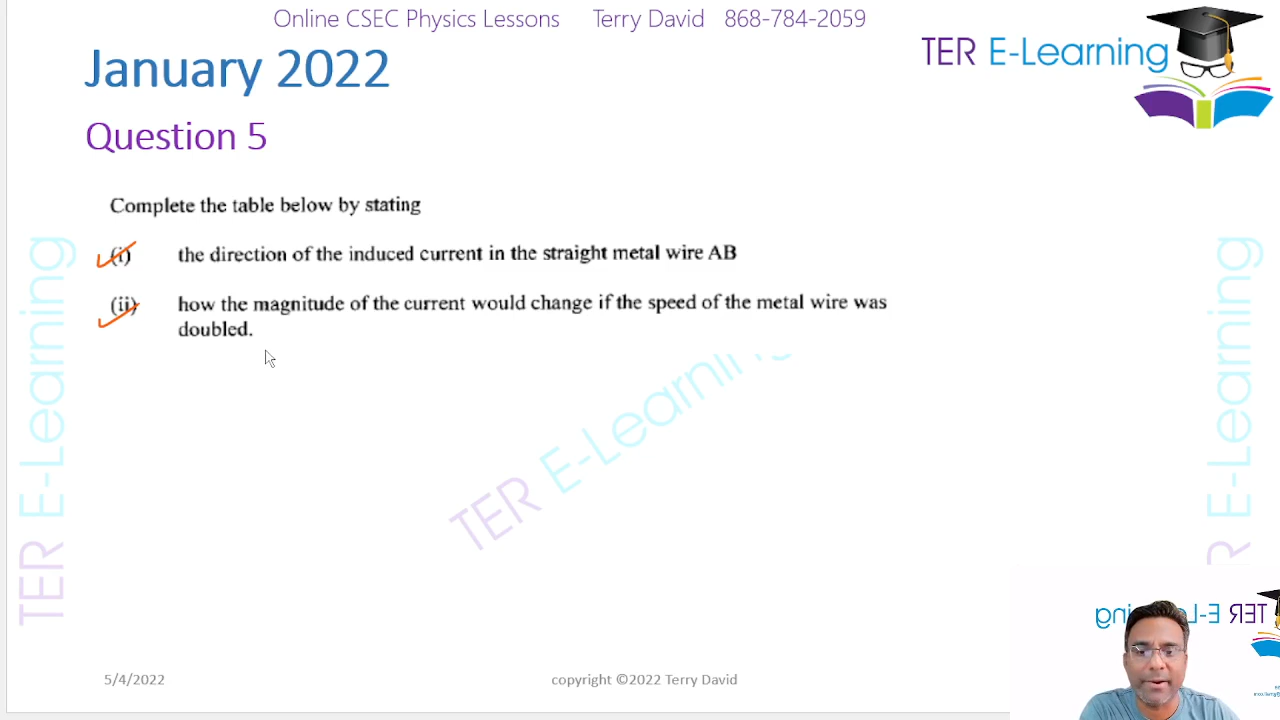 Online CSEC Physics Lessons Terry David 868-784-2059
TER E-Learning
January 2022
Question 5
Complete the table below by stating
(i) the direction of the induced current in the straight metal wire AB
(ii) how the magnitude of the current would change if the speed of the metal wire was
doubled.
TER E-Learning
TER E-Learning
R E-Learning
TER E-L ing
5/4/2022
copyright ©2022 Terry David